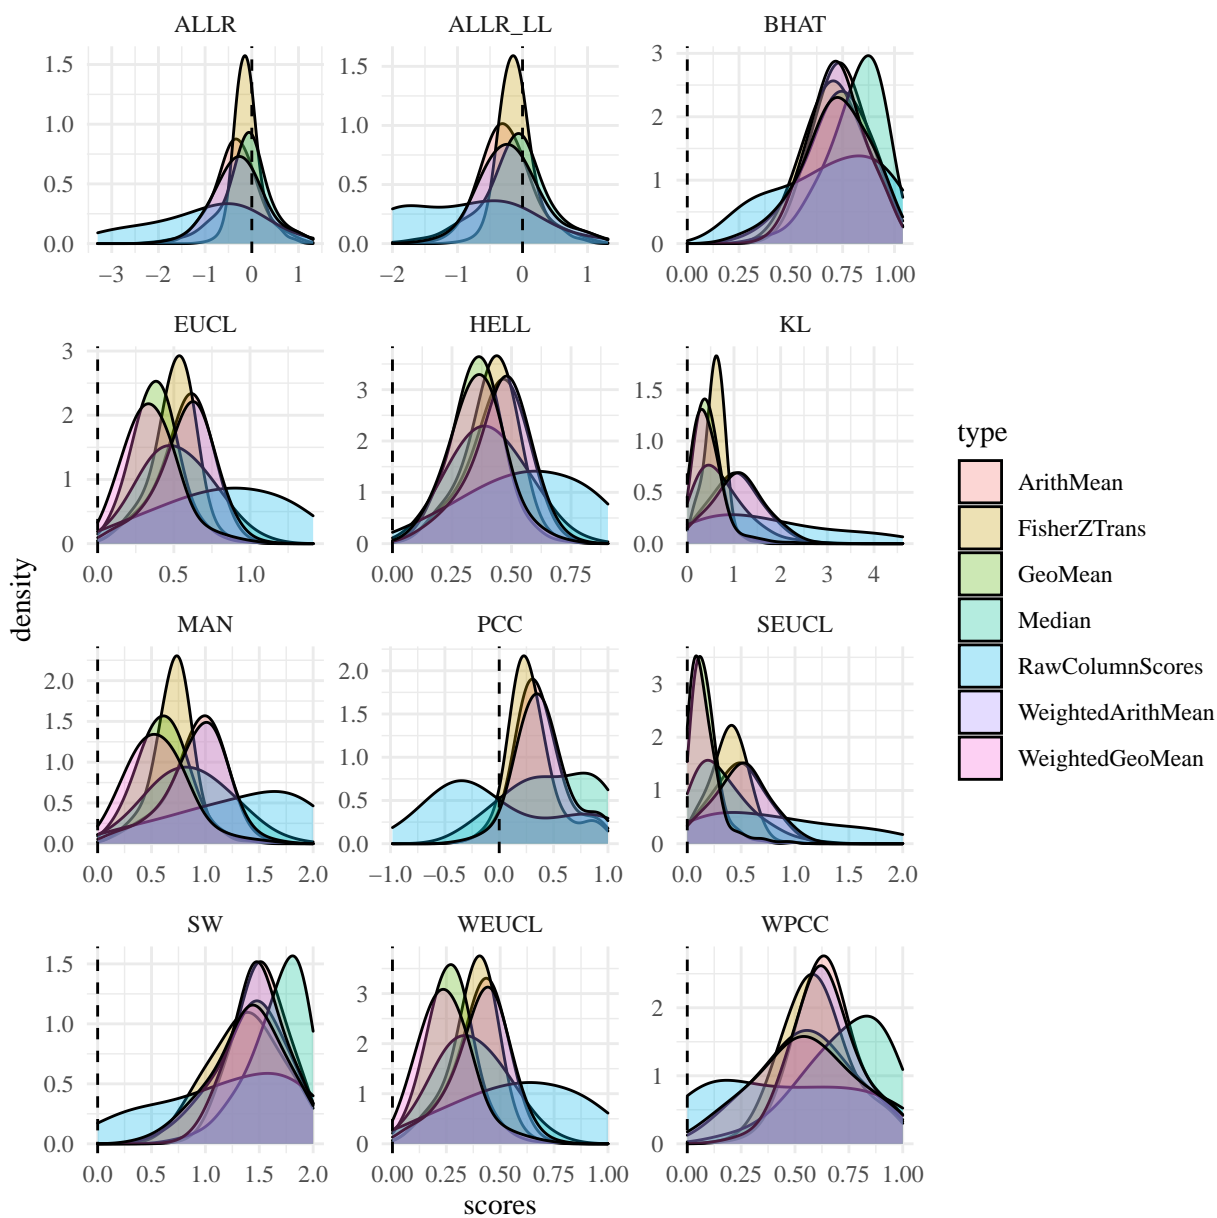 ALLR ALLR_LL BHAT
1.5 1.5 3
1.0 1.0 2
0.5 0.5 1
0.0 0.0 0
−3 −2 −1 0 1 −2 −1 0 1 0.00 0.25 0.50 0.75 1.00
EUCL HELL KL
3 3 1.5
2 2 1.0
1 1 0.5
0 0 0.0
0.0 0.5 1.0 0.00 0.25 0.50 0.75 0 1 2 3 4
MAN PCC SEUCL
2.0 2.0 3
1.5 1.5 2
1.0 1.0 1
0.5 0.5 0
0.0 0.0
0.0 0.5 1.0 1.5 2.0 −1.0 −0.5 0.0 0.5 1.0 0.0 0.5 1.0 1.5 2.0
SW WEUCL WPCC
1.5 3 2
1.0 2 1
0.5 1 0
0.0 0
0.0 0.5 1.0 1.5 2.0 0.00 0.25 0.50 0.75 1.00 0.00 0.25 0.50 0.75 1.00
scores
density
type
ArithMean
FisherZTrans
GeoMean
Median
RawColumnScores
WeightedArithMean
WeightedGeoMean